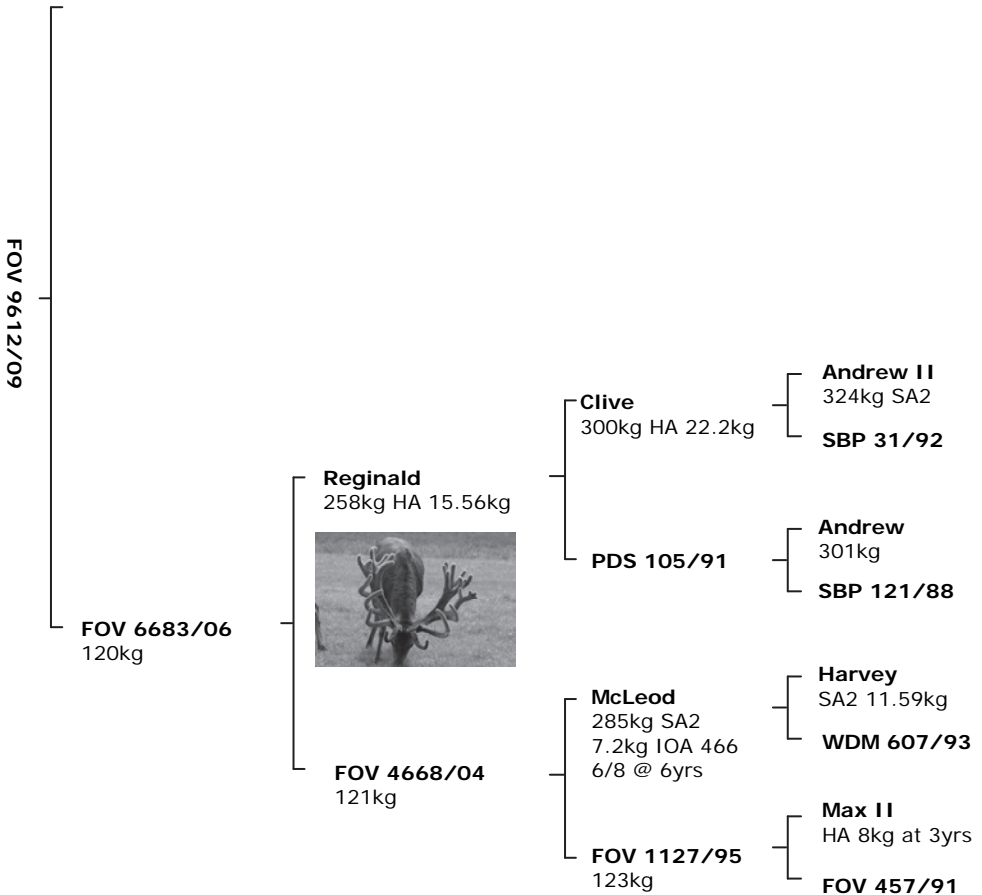 FOV 9612/09
FOV 6683/06
120kg
Reginald
258kg HA 15.56kg
FOV 4668/04
121kg
Clive
300kg HA 22.2kg
PDS 105/91
McLeod
285kg SA2
7.2kg IOA 466
6/8 @ 6yrs
FOV 1127/95
123kg
Andrew II
324kg SA2
SBP 31/92
Andrew
301kg
SBP 121/88
Harvey
SA2 11.59kg
WDM 607/93
Max II
HA 8kg at 3yrs
FOV 457/91